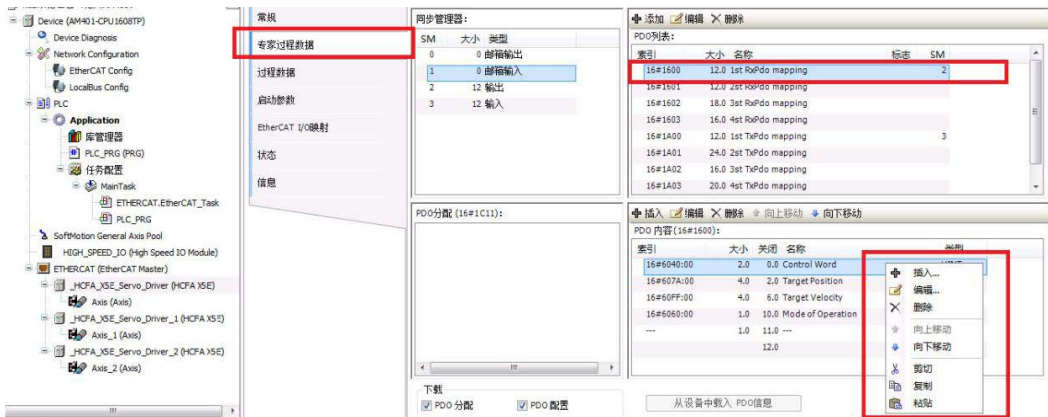 Device (AM401-CPU1608TP)
Device Diagnosis
Network Configuration
EtherCAT Config
LocalBus Config
PLC
Application
库管理器
PLC_PRG (PRG)
任务配置
MainTask
ETHERCAT.EtherCAT_Task
PLC_PRG
SoftMotion General Axis Pool
HIGH_SPEED_IO (High Speed IO Module)
ETHERCAT (EtherCAT Master)
_HCFA_X5E_Servo_Driver (HCFA X5E)
Axis (Axis)
_HCFA_X5E_Servo_Driver_1 (HCFA X5E)
Axis_1 (Axis)
_HCFA_X5E_Servo_Driver_2 (HCFA X5E)
Axis_2 (Axis)
常规
专家过程数据
过程数据
启动参数
EtherCAT I/O映射
状态
信息
同步管理器:
SM 大小 类型
0 0 邮箱输出
1 0 邮箱输入
2 12 输出
3 12 输入
添加 编辑 删除
PDO列表:
索引 大小 名称 标志 SM
16#1600 12.0 1st RxPdo mapping 2
16#1601 12.0 2st RxPdo mapping
16#1602 18.0 3st RxPdo mapping
16#1603 16.0 4st RxPdo mapping
16#1A00 12.0 1st TxPdo mapping 3
16#1A01 24.0 2st TxPdo mapping
16#1A02 16.0 3st TxPdo mapping
16#1A03 20.0 4st TxPdo mapping
PDO分配 (16#1C11):
插入 编辑 删除 向上移动 向下移动
PDO 内容(16#1600):
索引 大小 关闭 名称 类型
16#6040:00 2.0 0.0 Control Word
16#607A:00 4.0 2.0 Target Position
16#60FF:00 4.0 6.0 Target Velocity
16#6060:00 1.0 10.0 Mode of Operation
--- 1.0 11.0 ---
12.0
插入...
编辑...
删除
向上移动
向下移动
剪切
复制
粘贴
下载
PDO 分配 PDO 配置
从设备中载入 PDO信息